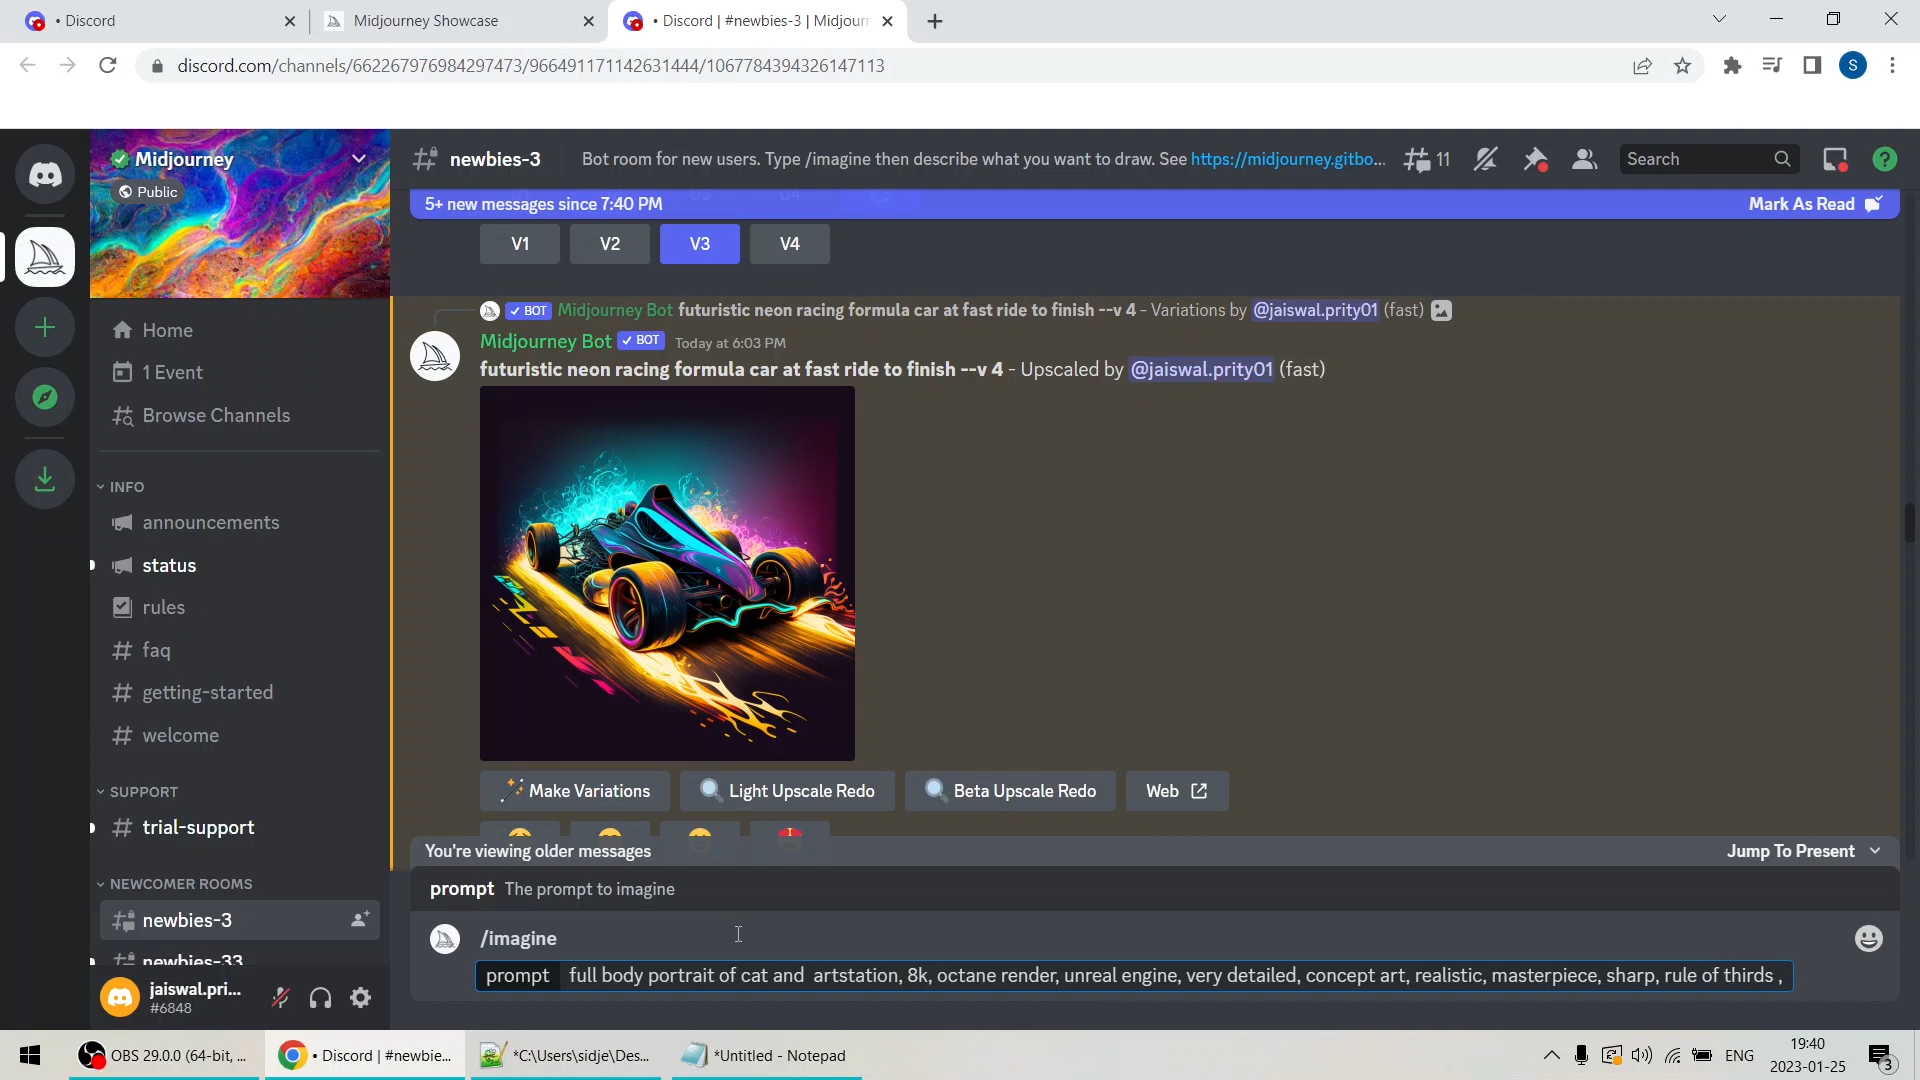 • Discord
Midjourney Showcase
• Discord | #newbies-3 | Midjourn
discord.com/channels/662267976984297473/966491171142631444/1067784394326147113
S
Midjourney
Public
newbies-3
Bot room for new users. Type /imagine then describe what you want to draw. See https://midjourney.gitbo...
11
Search
5+ new messages since 7:40 PM
Mark As Read
V1
V2
V3
V4
Home
1 Event
Browse Channels
INFO
announcements
status
rules
faq
getting-started
welcome
SUPPORT
trial-support
NEWCOMER ROOMS
newbies-3
newbies-33
jaiswal.pri...
#6848
BOT Midjourney Bot futuristic neon racing formula car at fast ride to finish --v 4 - Variations by @jaiswal.prity01 (fast)
Midjourney Bot BOT Today at 6:03 PM
futuristic neon racing formula car at fast ride to finish --v 4 - Upscaled by @jaiswal.prity01 (fast)
Make Variations
Light Upscale Redo
Beta Upscale Redo
Web
You're viewing older messages
Jump To Present
prompt The prompt to imagine
/imagine
prompt full body portrait of cat and artstation, 8k, octane render, unreal engine, very detailed, concept art, realistic, masterpiece, sharp, rule of thirds ,
OBS 29.0.0 (64-bit, ...
• Discord | #newbie...
*C:\Users\sidje\Des...
*Untitled - Notepad
ENG
19:40
2023-01-25
3